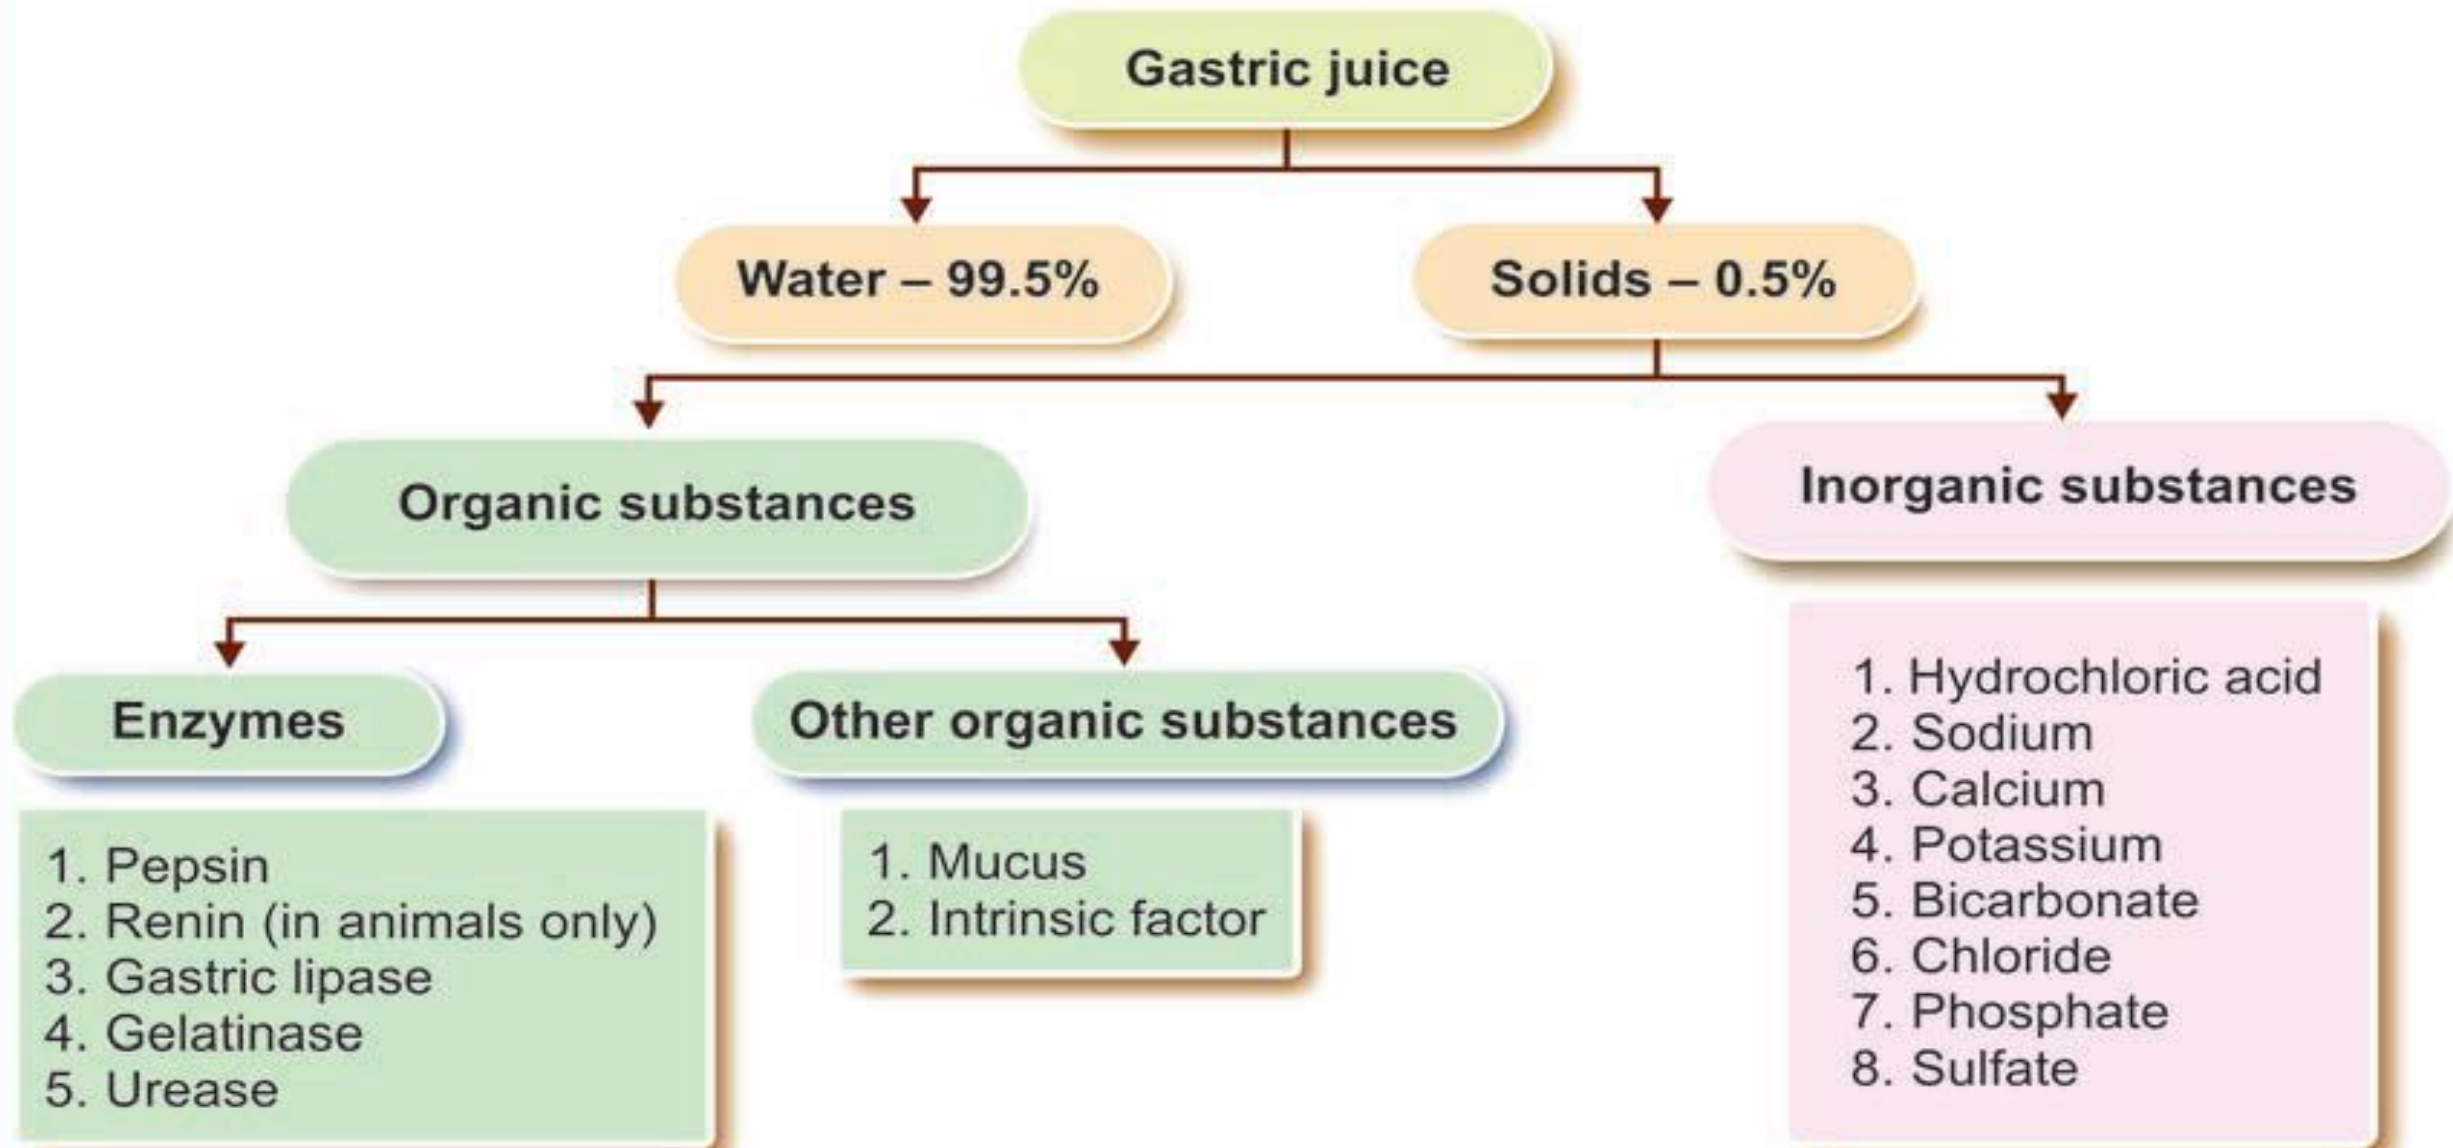 Gastric juice
Water – 99.5%
Solids – 0.5%
Organic substances
Inorganic substances
Enzymes
Other organic substances
1. Pepsin
2. Renin (in animals only)
3. Gastric lipase
4. Gelatinase
5. Urease
1. Mucus
2. Intrinsic factor
1. Hydrochloric acid
2. Sodium
3. Calcium
4. Potassium
5. Bicarbonate
6. Chloride
7. Phosphate
8. Sulfate